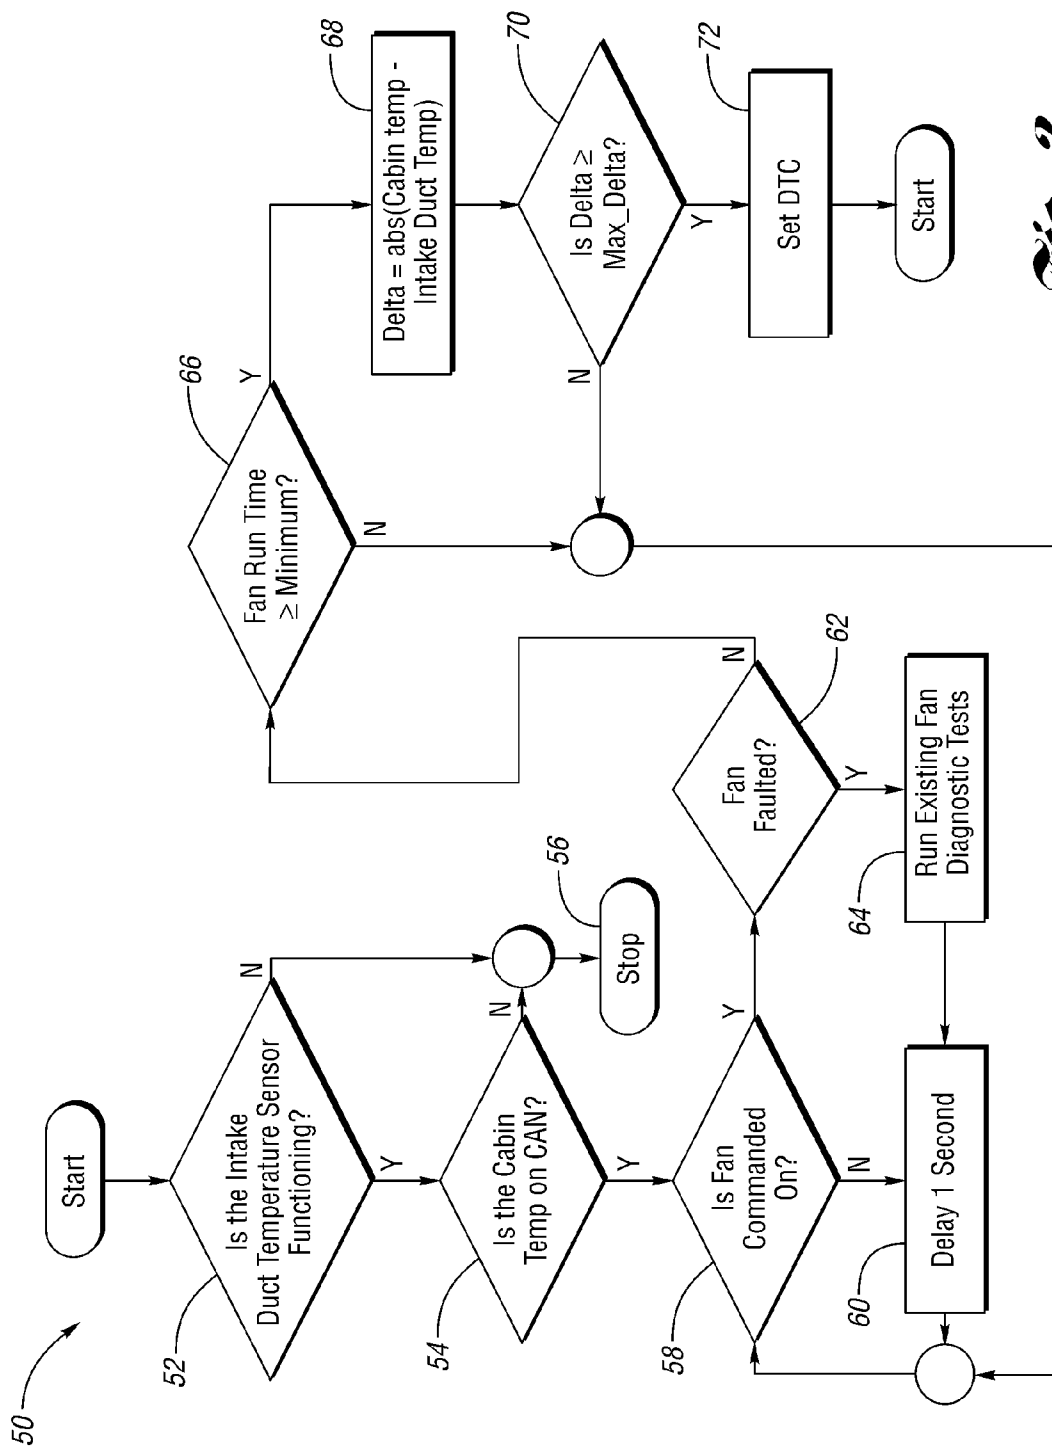 50
Start
52
Is the Intake
Duct Temperature Sensor
Functioning?
N
Y
54
Is the Cabin
Temp on CAN?
N
Y
56
Stop
58
Is Fan
Commanded
On?
Y
N
60
Delay 1 Second
62
Fan
Faulted?
N
Y
64
Run Existing Fan
Diagnostic Tests
66
Fan Run Time
≥ Minimum?
Y
N
68
Delta = abs(Cabin temp -
Intake Duct Temp)
70
Is Delta ≥
Max_Delta?
N
Y
72
Set DTC
Start